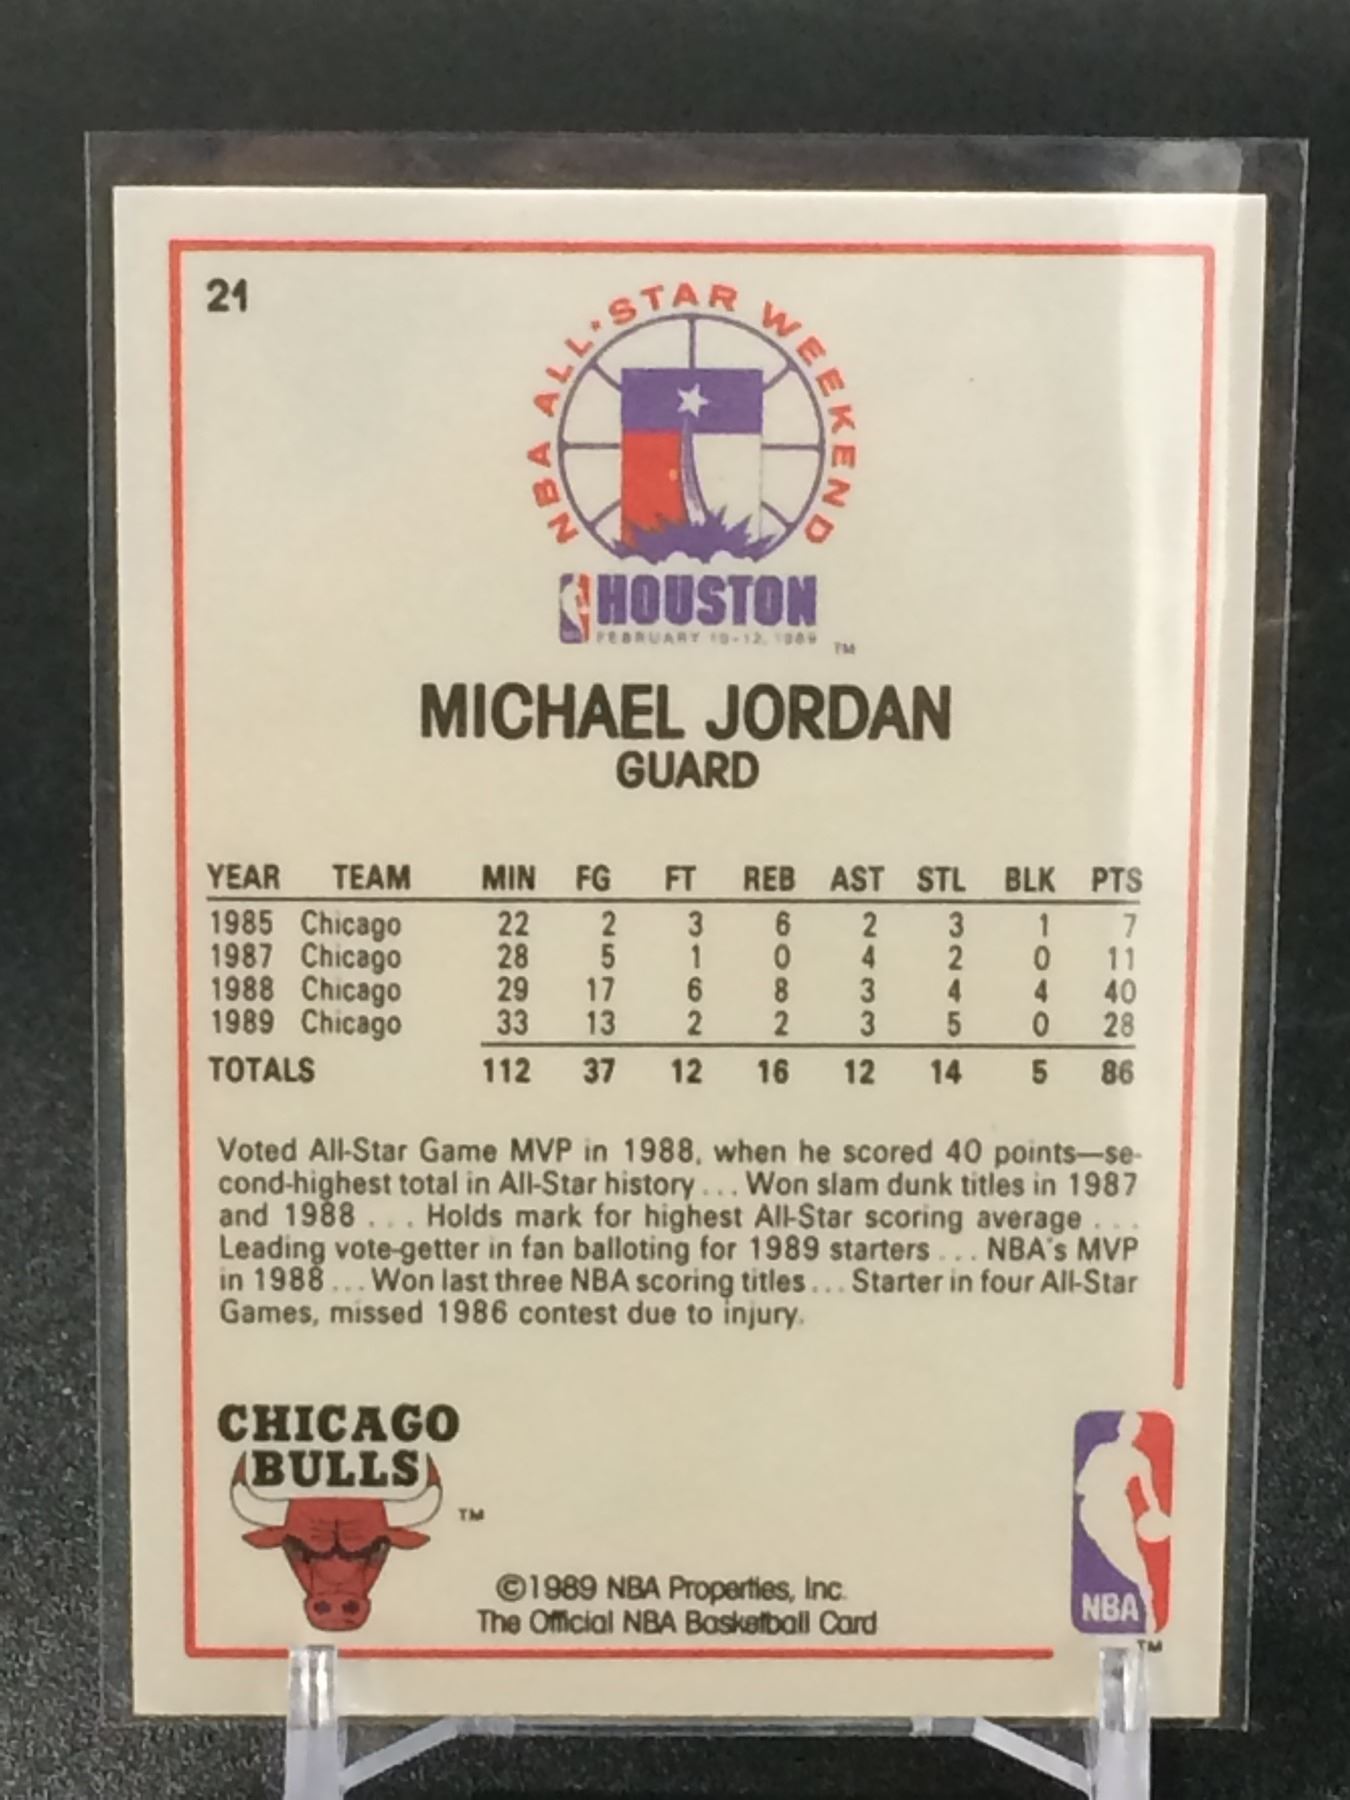 21
NBA ALL·STAR WEEKEND
HOUSTON
FEBRUARY 10-12, 1989
TM
MICHAEL JORDAN
GUARD
YEAR TEAM MIN FG FT REB AST STL BLK PTS
1985 Chicago 22 2 3 6 2 3 1 7
1987 Chicago 28 5 1 0 4 2 0 11
1988 Chicago 29 17 6 8 3 4 4 40
1989 Chicago 33 13 2 2 3 5 0 28
TOTALS 112 37 12 16 12 14 5 86
Voted All-Star Game MVP in 1988, when he scored 40 points—se-
cond-highest total in All-Star history . . . Won slam dunk titles in 1987
and 1988 . . . Holds mark for highest All-Star scoring average . . .
Leading vote-getter in fan balloting for 1989 starters . . . NBA's MVP
in 1988 . . . Won last three NBA scoring titles . . . Starter in four All-Star
Games, missed 1986 contest due to injury.
CHICAGO
BULLS
TM
©1989 NBA Properties, Inc.
The Official NBA Basketball Card
NBA
TM